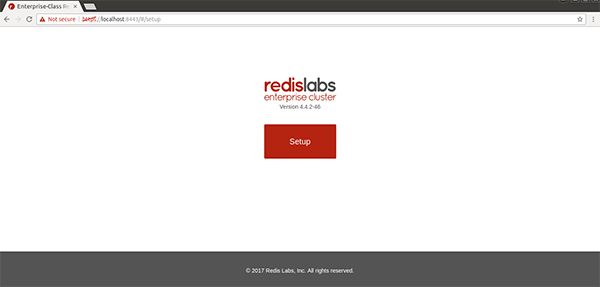 Enterprise-Class Re
Not secure | https://localhost:8443/#/setup
redislabs
enterprise cluster
Version 4.4.2-46
Setup
© 2017 Redis Labs, Inc. All rights reserved.